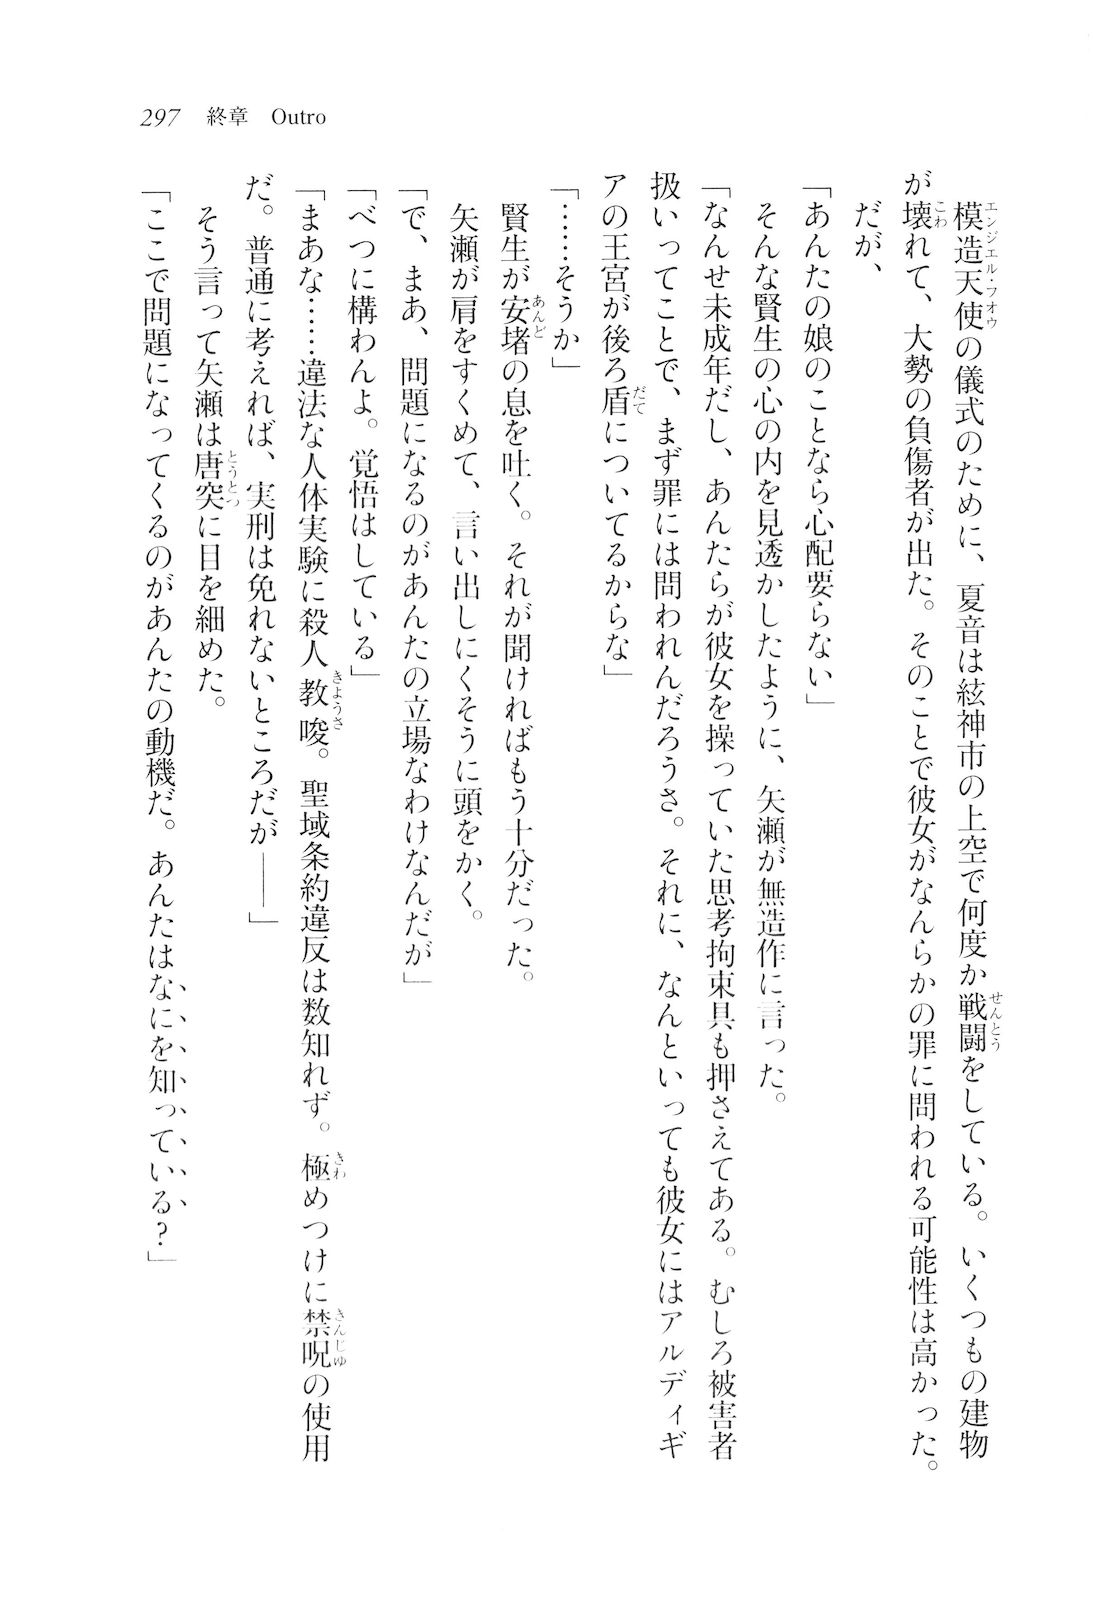 297 終章 Outro
模造天使の儀式のために、夏音は絃神市の上空で何度か戦闘をしている。いくつもの建物
が壊れて、大勢の負傷者が出た。そのことで彼女がなんらかの罪に問われる可能性は高かった。
だが、
「あんたの娘のことなら心配要らない」
そんな賢生の心の内を見透かしたように、矢瀬が無造作に言った。
「なんせ未成年だし、あんたらが彼女を操っていた思考拘束具も押さえてある。むしろ被害者
扱いってことで、まず罪には問われんだろうさ。それに、なんといっても彼女にはアルディギ
アの王宮が後ろ盾についてるからな」
「……そうか」
賢生が安堵の息を吐く。それが聞ければもう十分だった。
矢瀬が肩をすくめて、言い出しにくそうに頭をかく。
「で、まあ、問題になるのがあんたの立場なわけなんだが」
「べつに構わんよ。覚悟はしている」
「まあな……違法な人体実験に殺人教唆。聖域条約違反は数知れず。極めつけに禁呪の使用
だ。普通に考えれば、実刑は免れないところだが――」
そう言って矢瀬は唐突に目を細めた。
「ここで問題になってくるのがあんたの動機だ。あんたはなにを知っている？」